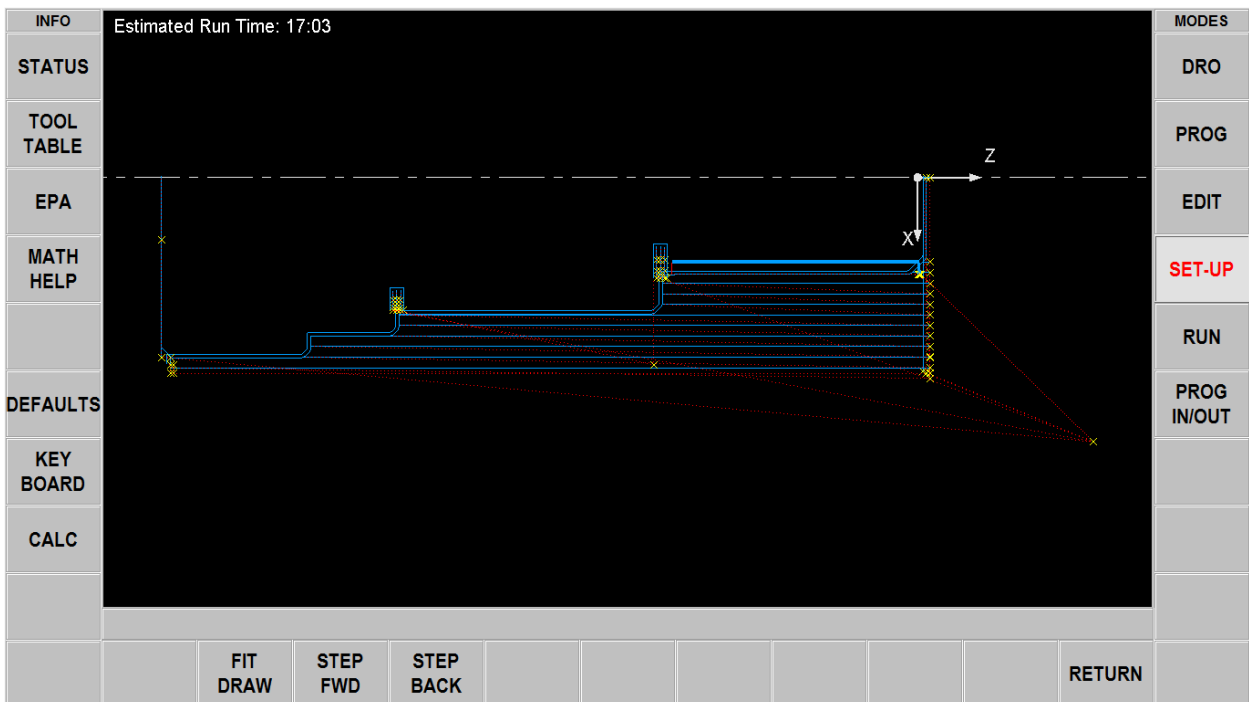 INFO
Estimated Run Time: 17:03
MODES
STATUS
DRO
TOOL
TABLE
PROG
EPA
EDIT
MATH
HELP
SET-UP
RUN
DEFAULTS
PROG
IN/OUT
KEY
BOARD
CALC
Z
X
FIT
DRAW
STEP
FWD
STEP
BACK
RETURN